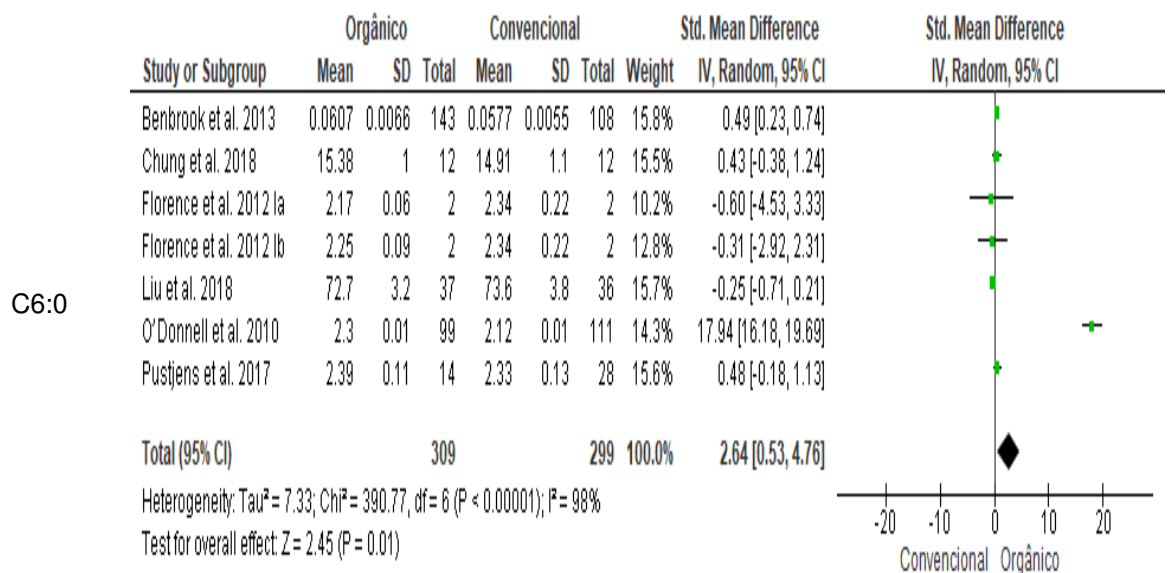 Orgânico Convencional Std. Mean Difference Std. Mean Difference
Study or Subgroup Mean SD Total Mean SD Total Weight IV, Random, 95% CI IV, Random, 95% CI
Benbrook et al. 2013 0.0607 0.0066 143 0.0577 0.0055 108 15.8% 0.49 [0.23, 0.74]
Chung et al. 2018 15.38 1 12 14.91 1.1 12 15.5% 0.43 [-0.38, 1.24]
Florence et al. 2012 Ia 2.17 0.06 2 2.34 0.22 2 10.2% -0.60 [-4.53, 3.33]
Florence et al. 2012 Ib 2.25 0.09 2 2.34 0.22 2 12.8% -0.31 [-2.92, 2.31]
Liu et al. 2018 72.7 3.2 37 73.6 3.8 36 15.7% -0.25 [-0.71, 0.21]
C6:0
O'Donnell et al. 2010 2.3 0.01 99 2.12 0.01 111 14.3% 17.94 [16.18, 19.69]
Pustjens et al. 2017 2.39 0.11 14 2.33 0.13 28 15.6% 0.48 [-0.18, 1.13]
Total (95% CI) 309 299 100.0% 2.64 [0.53, 4.76]
Heterogeneity: Tau² = 7.33; Chi² = 390.77, df = 6 (P < 0.00001); I² = 98%
Test for overall effect: Z = 2.45 (P = 0.01)
-20 -10 0 10 20
Convencional Orgânico